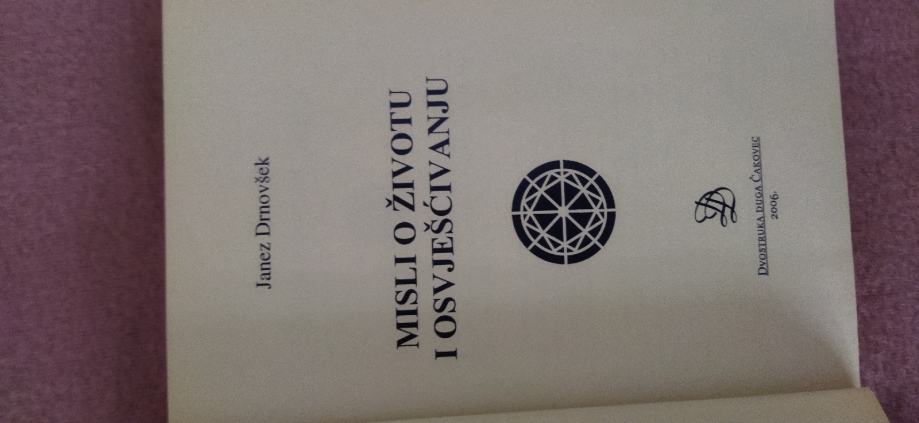 Janez Drnovšek
MISLI O ŽIVOTU
I OSVJEŠĆIVANJU
DVOSTRUKA DUGA ČAKOVEC
2006.